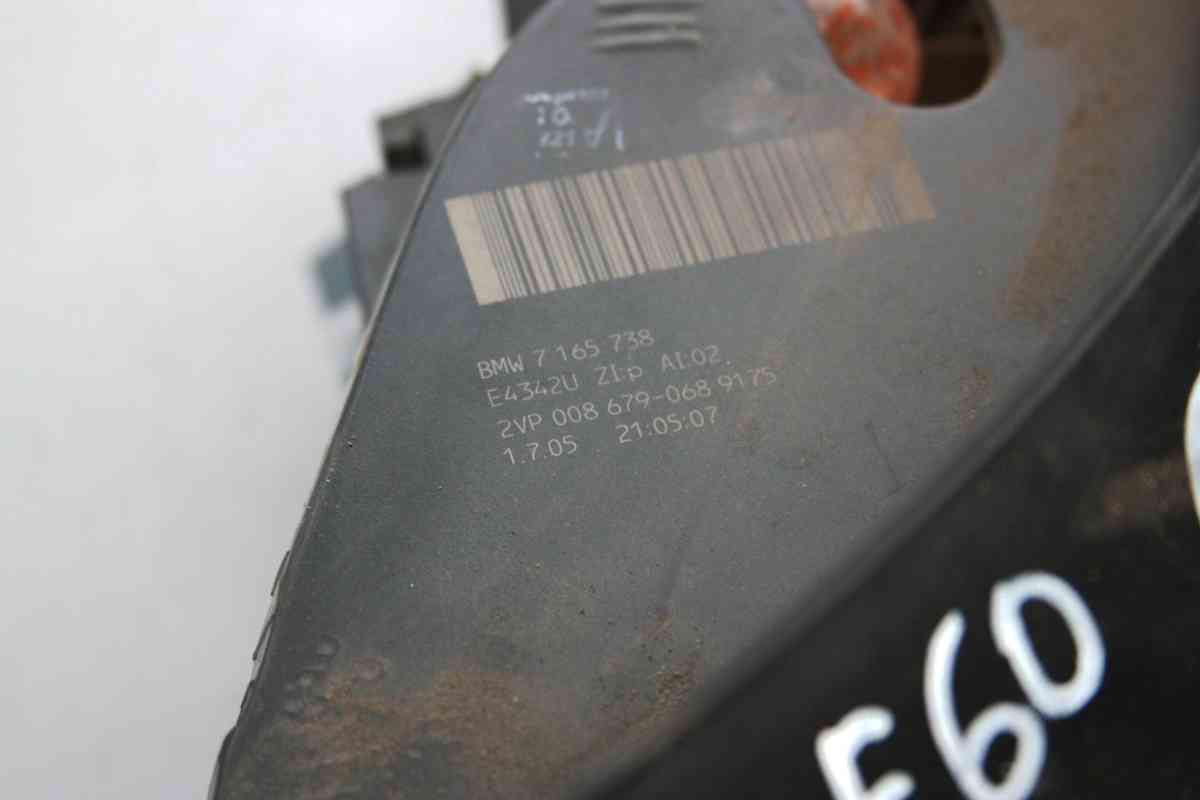 BMW 7 165 738
E4342U ZI:p AI:02.
2VP 008 679-068 9175
1.7.05 21:05:07
E60